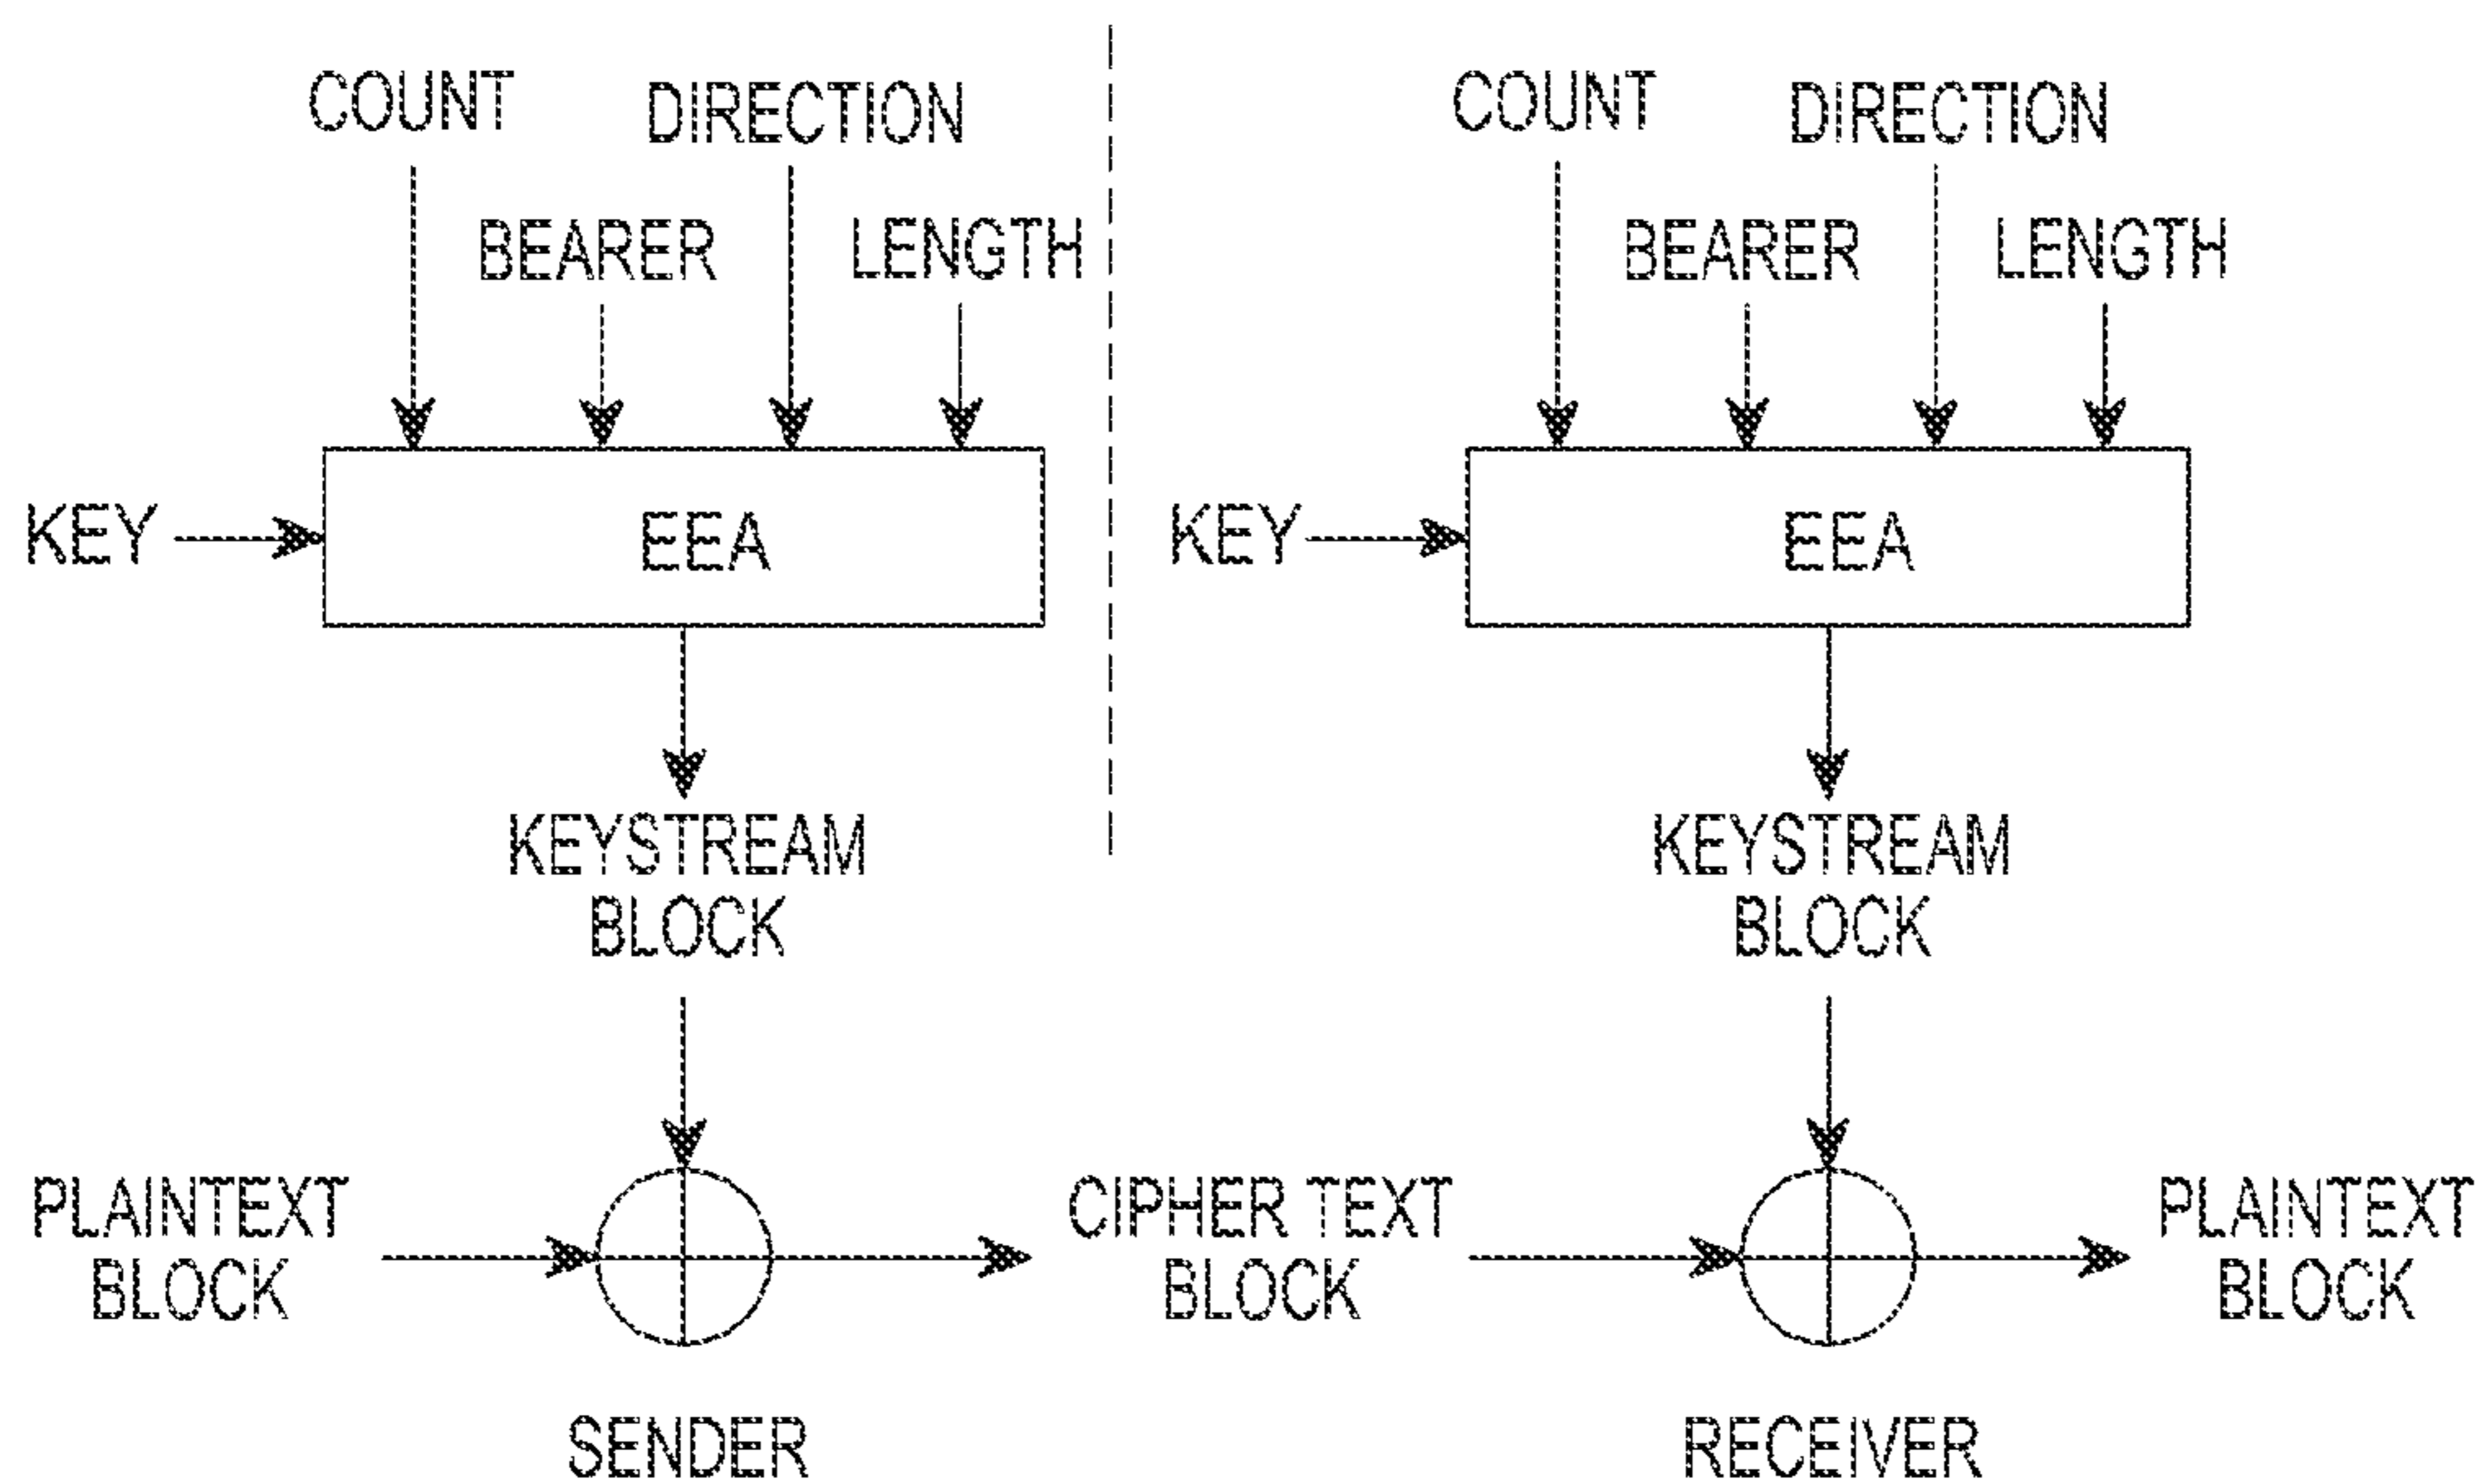 COUNT
DIRECTION
BEARER
LENGTH
KEY
EEA
KEYSTREAM
BLOCK
PLAINTEXT
BLOCK
SENDER
CIPHER TEXT
BLOCK
COUNT
DIRECTION
BEARER
LENGTH
KEY
EEA
KEYSTREAM
BLOCK
PLAINTEXT
BLOCK
RECEIVER